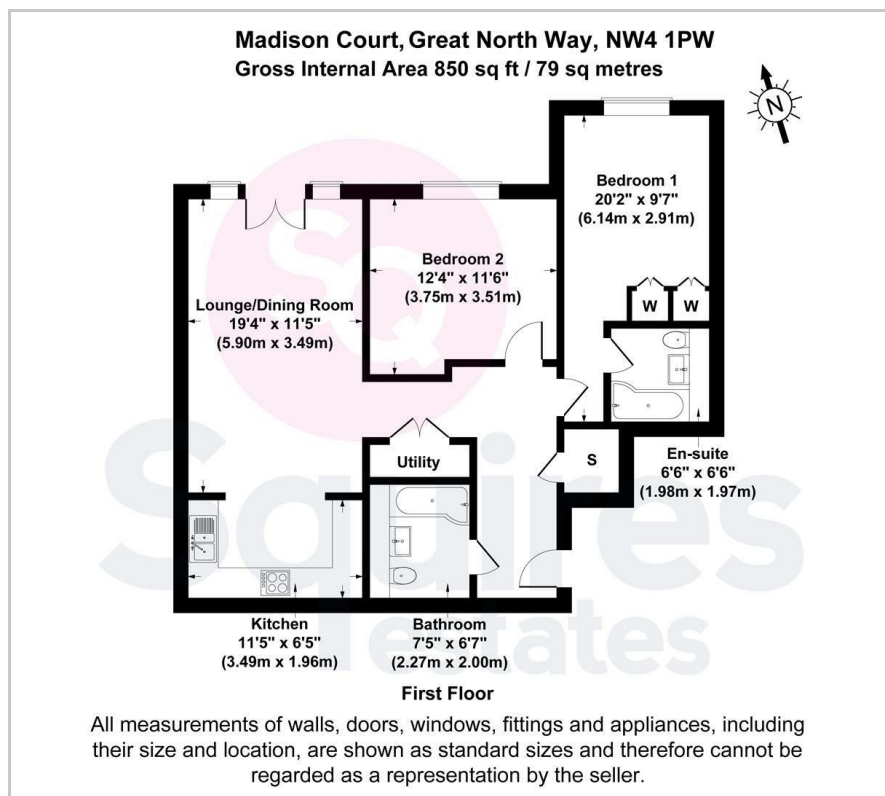 Madison Court, Great North Way, NW4 1PW
Gross Internal Area 850 sq ft / 79 sq metres
N
Bedroom 1
20'2" x 9'7"
(6.14m x 2.91m)
Bedroom 2
12'4" x 11'6"
(3.75m x 3.51m)
Lounge/Dining Room
19'4" x 11'5"
(5.90m x 3.49m)
W
W
SQ
Utility
S
En-suite
6'6" x 6'6"
(1.98m x 1.97m)
Squires
estates
Kitchen
11'5" x 6'5"
(3.49m x 1.96m)
Bathroom
7'5" x 6'7"
(2.27m x 2.00m)
First Floor
All measurements of walls, doors, windows, fittings and appliances, including
their size and location, are shown as standard sizes and therefore cannot be
regarded as a representation by the seller.